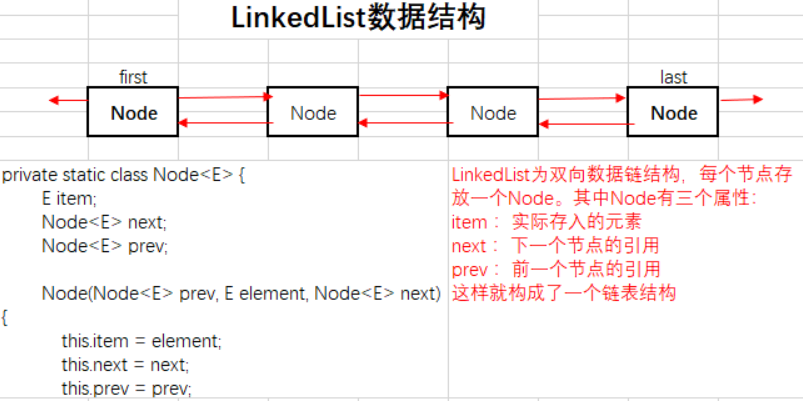 LinkedList数据结构
first
last
Node
Node
Node
Node
private static class Node<E> {
E item;
Node<E> next;
Node<E> prev;
Node(Node<E> prev, E element, Node<E> next)
{
this.item = element;
this.next = next;
this.prev = prev;
LinkedList为双向数据链结构，每个节点存
放一个Node。其中Node有三个属性：
item ：实际存入的元素
next ：下一个节点的引用
prev ：前一个节点的引用
这样就构成了一个链表结构